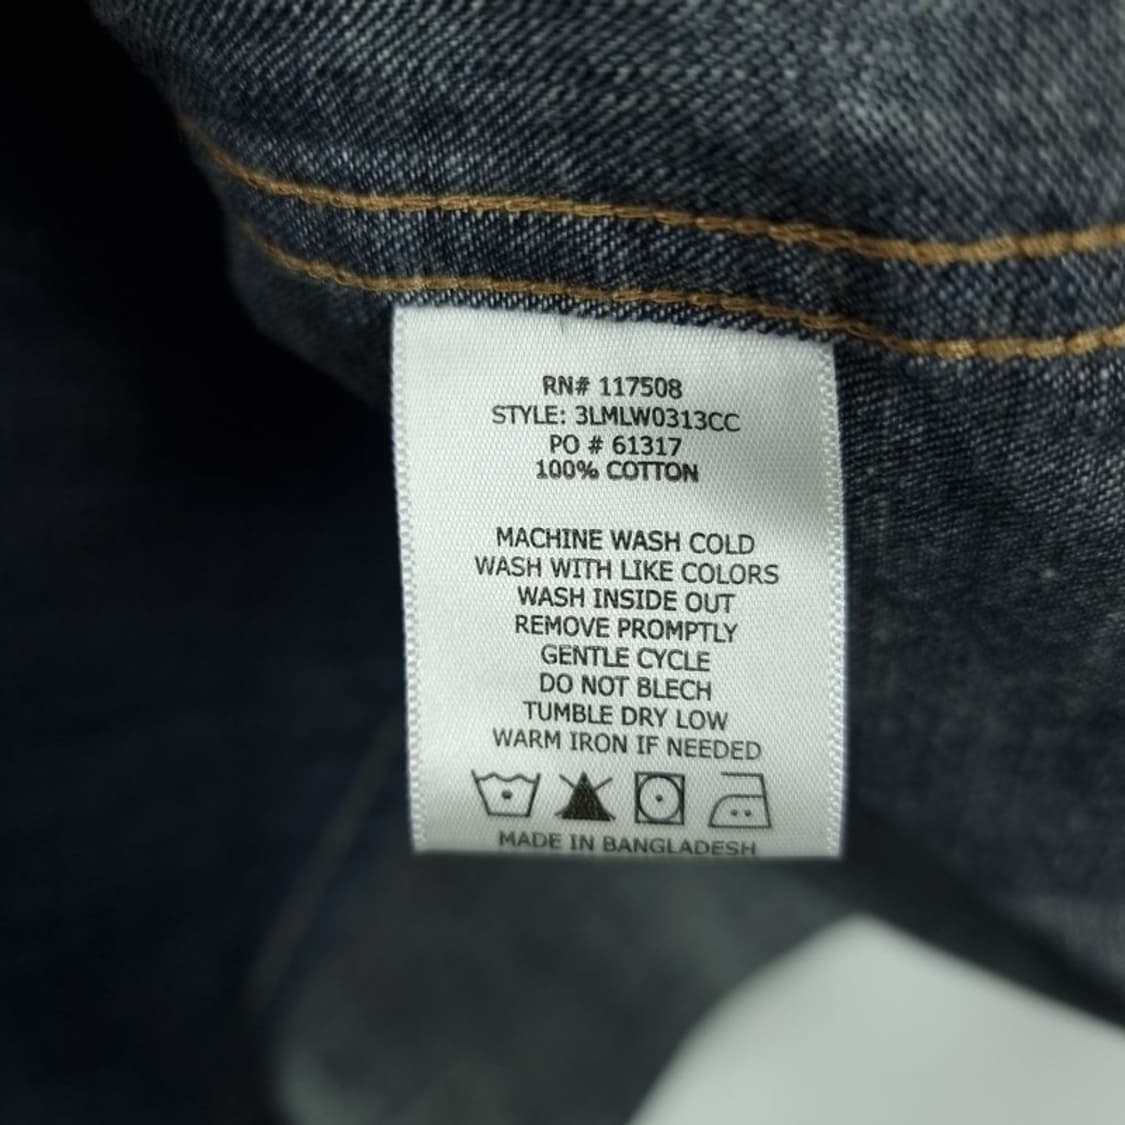 RN# 117508
STYLE: 3LMLW0313CC
PO # 61317
100% COTTON
MACHINE WASH COLD
WASH WITH LIKE COLORS
WASH INSIDE OUT
REMOVE PROMPTLY
GENTLE CYCLE
DO NOT BLECH
TUMBLE DRY LOW
WARM IRON IF NEEDED
MADE IN BANGLADESH